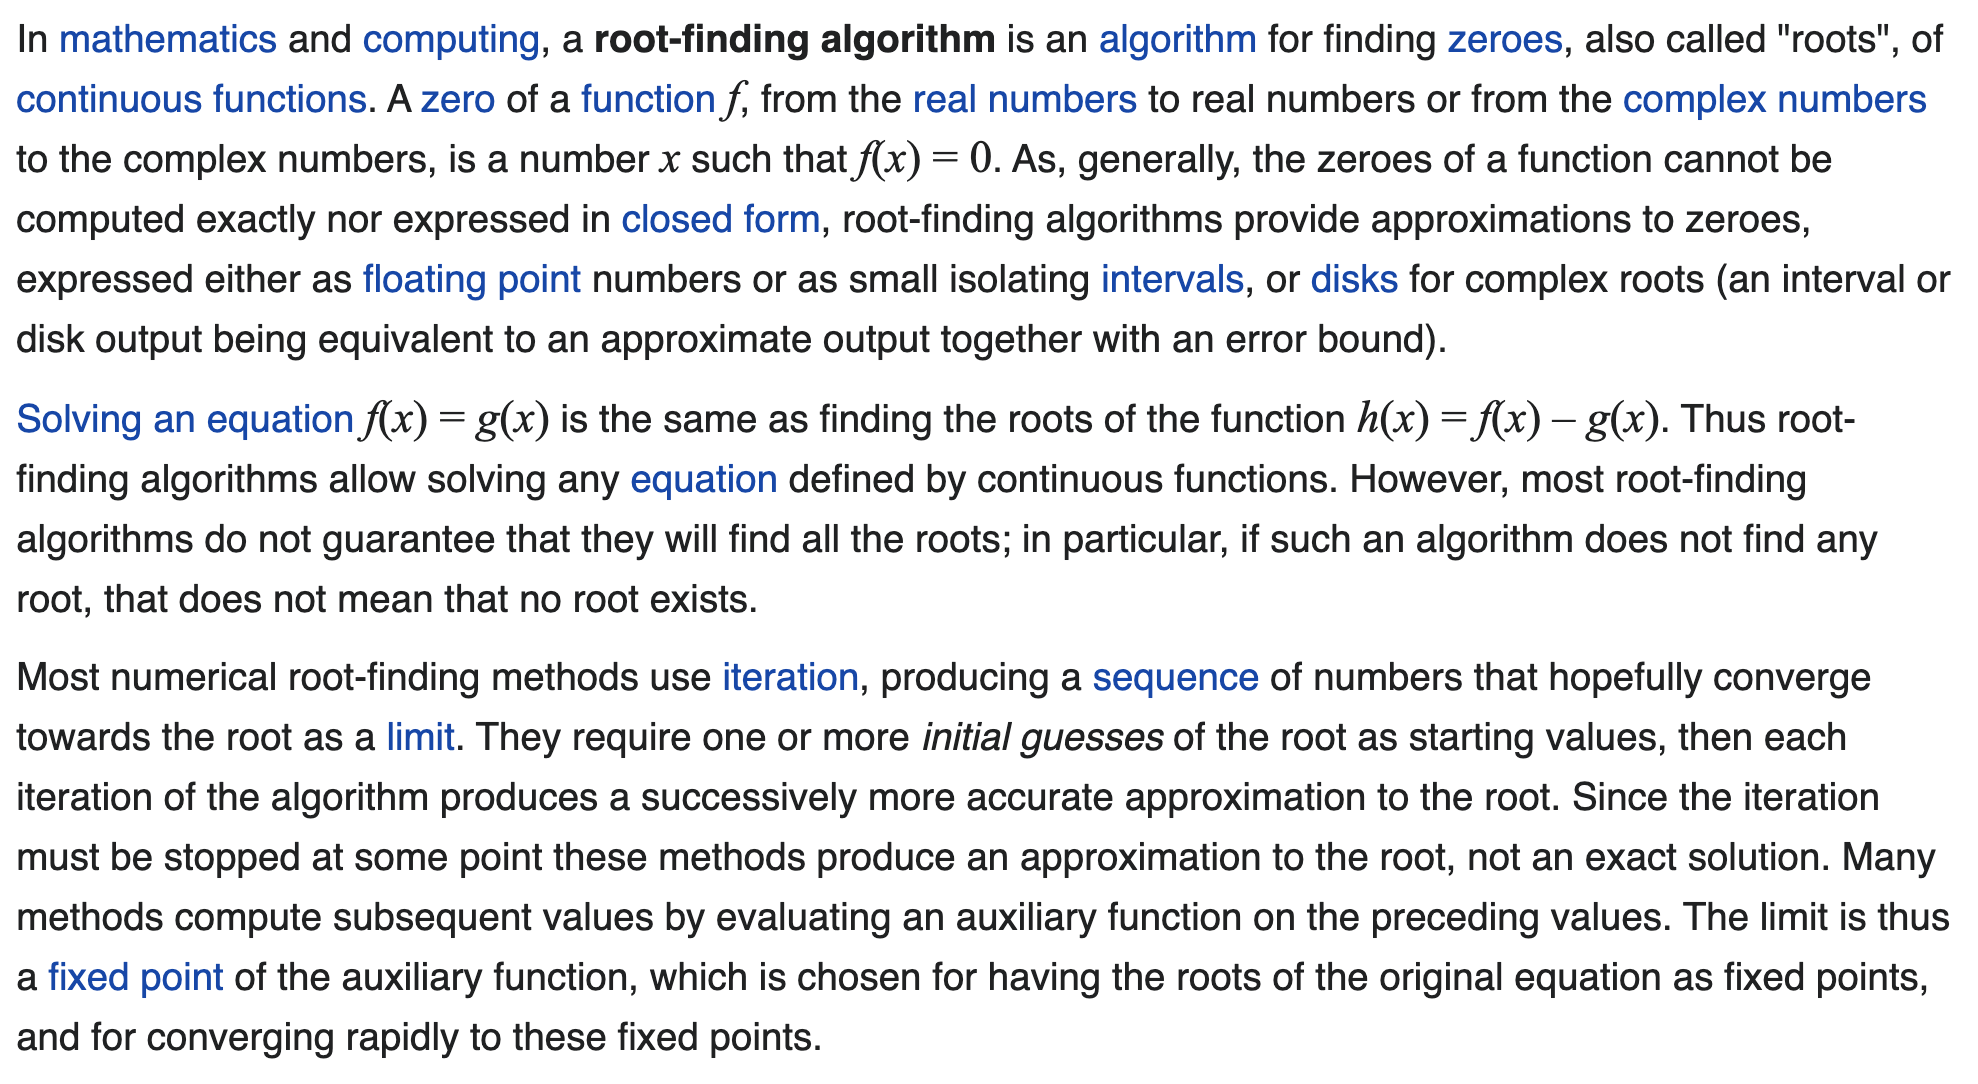 In mathematics and computing, a root-finding algorithm is an algorithm for finding zeroes, also called "roots", of
continuous functions. A zero of a function f, from the real numbers to real numbers or from the complex numbers
to the complex numbers, is a number x such that f(x) = 0. As, generally, the zeroes of a function cannot be
computed exactly nor expressed in closed form, root-finding algorithms provide approximations to zeroes,
expressed either as floating point numbers or as small isolating intervals, or disks for complex roots (an interval or
disk output being equivalent to an approximate output together with an error bound).
Solving an equation f(x) = g(x) is the same as finding the roots of the function h(x) = f(x) – g(x). Thus root-
finding algorithms allow solving any equation defined by continuous functions. However, most root-finding
algorithms do not guarantee that they will find all the roots; in particular, if such an algorithm does not find any
root, that does not mean that no root exists.
Most numerical root-finding methods use iteration, producing a sequence of numbers that hopefully converge
towards the root as a limit. They require one or more initial guesses of the root as starting values, then each
iteration of the algorithm produces a successively more accurate approximation to the root. Since the iteration
must be stopped at some point these methods produce an approximation to the root, not an exact solution. Many
methods compute subsequent values by evaluating an auxiliary function on the preceding values. The limit is thus
a fixed point of the auxiliary function, which is chosen for having the roots of the original equation as fixed points,
and for converging rapidly to these fixed points.